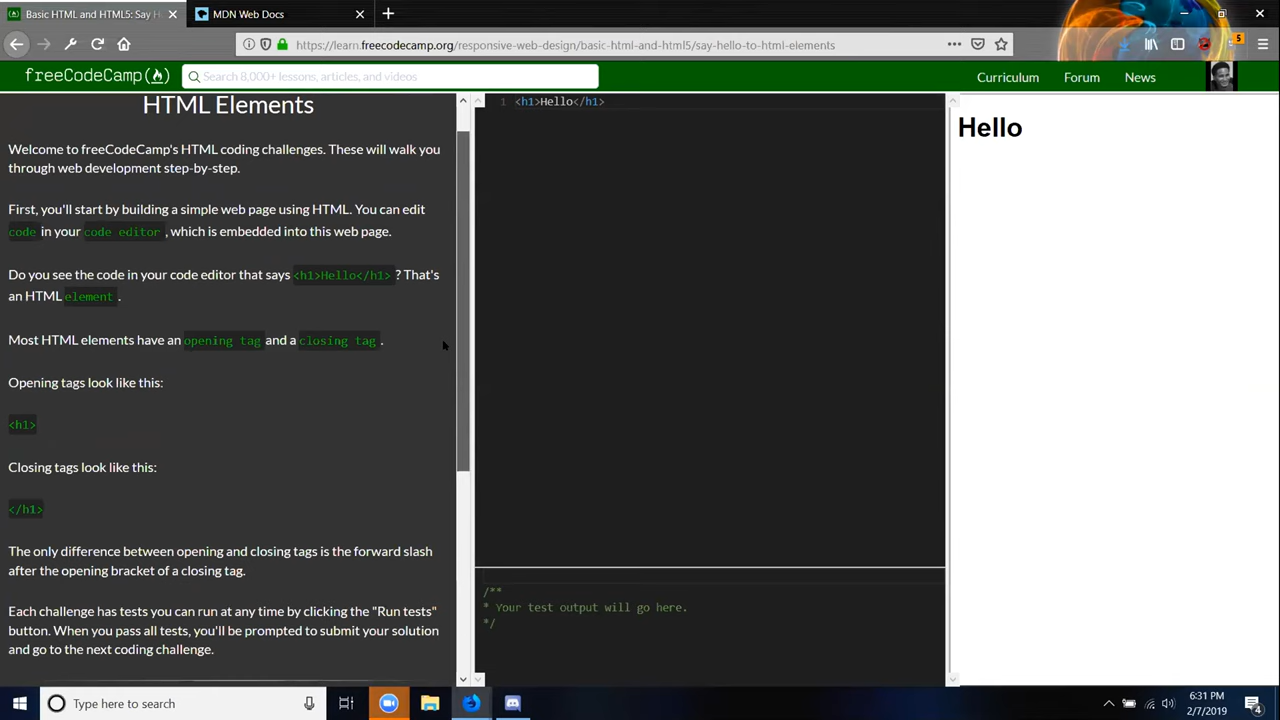 Basic HTML and HTML5: Say H
MDN Web Docs
https://learn.freecodecamp.org/responsive-web-design/basic-html-and-html5/say-hello-to-html-elements
5
freeCodeCamp
Search 8,000+ lessons, articles, and videos
Curriculum
Forum
News
HTML Elements
Welcome to freeCodeCamp's HTML coding challenges. These will walk you
through web development step-by-step.
First, you'll start by building a simple web page using HTML. You can edit
code in your code editor , which is embedded into this web page.
Do you see the code in your code editor that says <h1>Hello</h1> ? That's
an HTML element .
Most HTML elements have an opening tag and a closing tag .
Opening tags look like this:
<h1>
Closing tags look like this:
</h1>
The only difference between opening and closing tags is the forward slash
after the opening bracket of a closing tag.
Each challenge has tests you can run at any time by clicking the "Run tests"
button. When you pass all tests, you'll be prompted to submit your solution
and go to the next coding challenge.
1 <h1>Hello</h1>
/**
* Your test output will go here.
*/
Hello
Type here to search
6:31 PM
2/7/2019
4